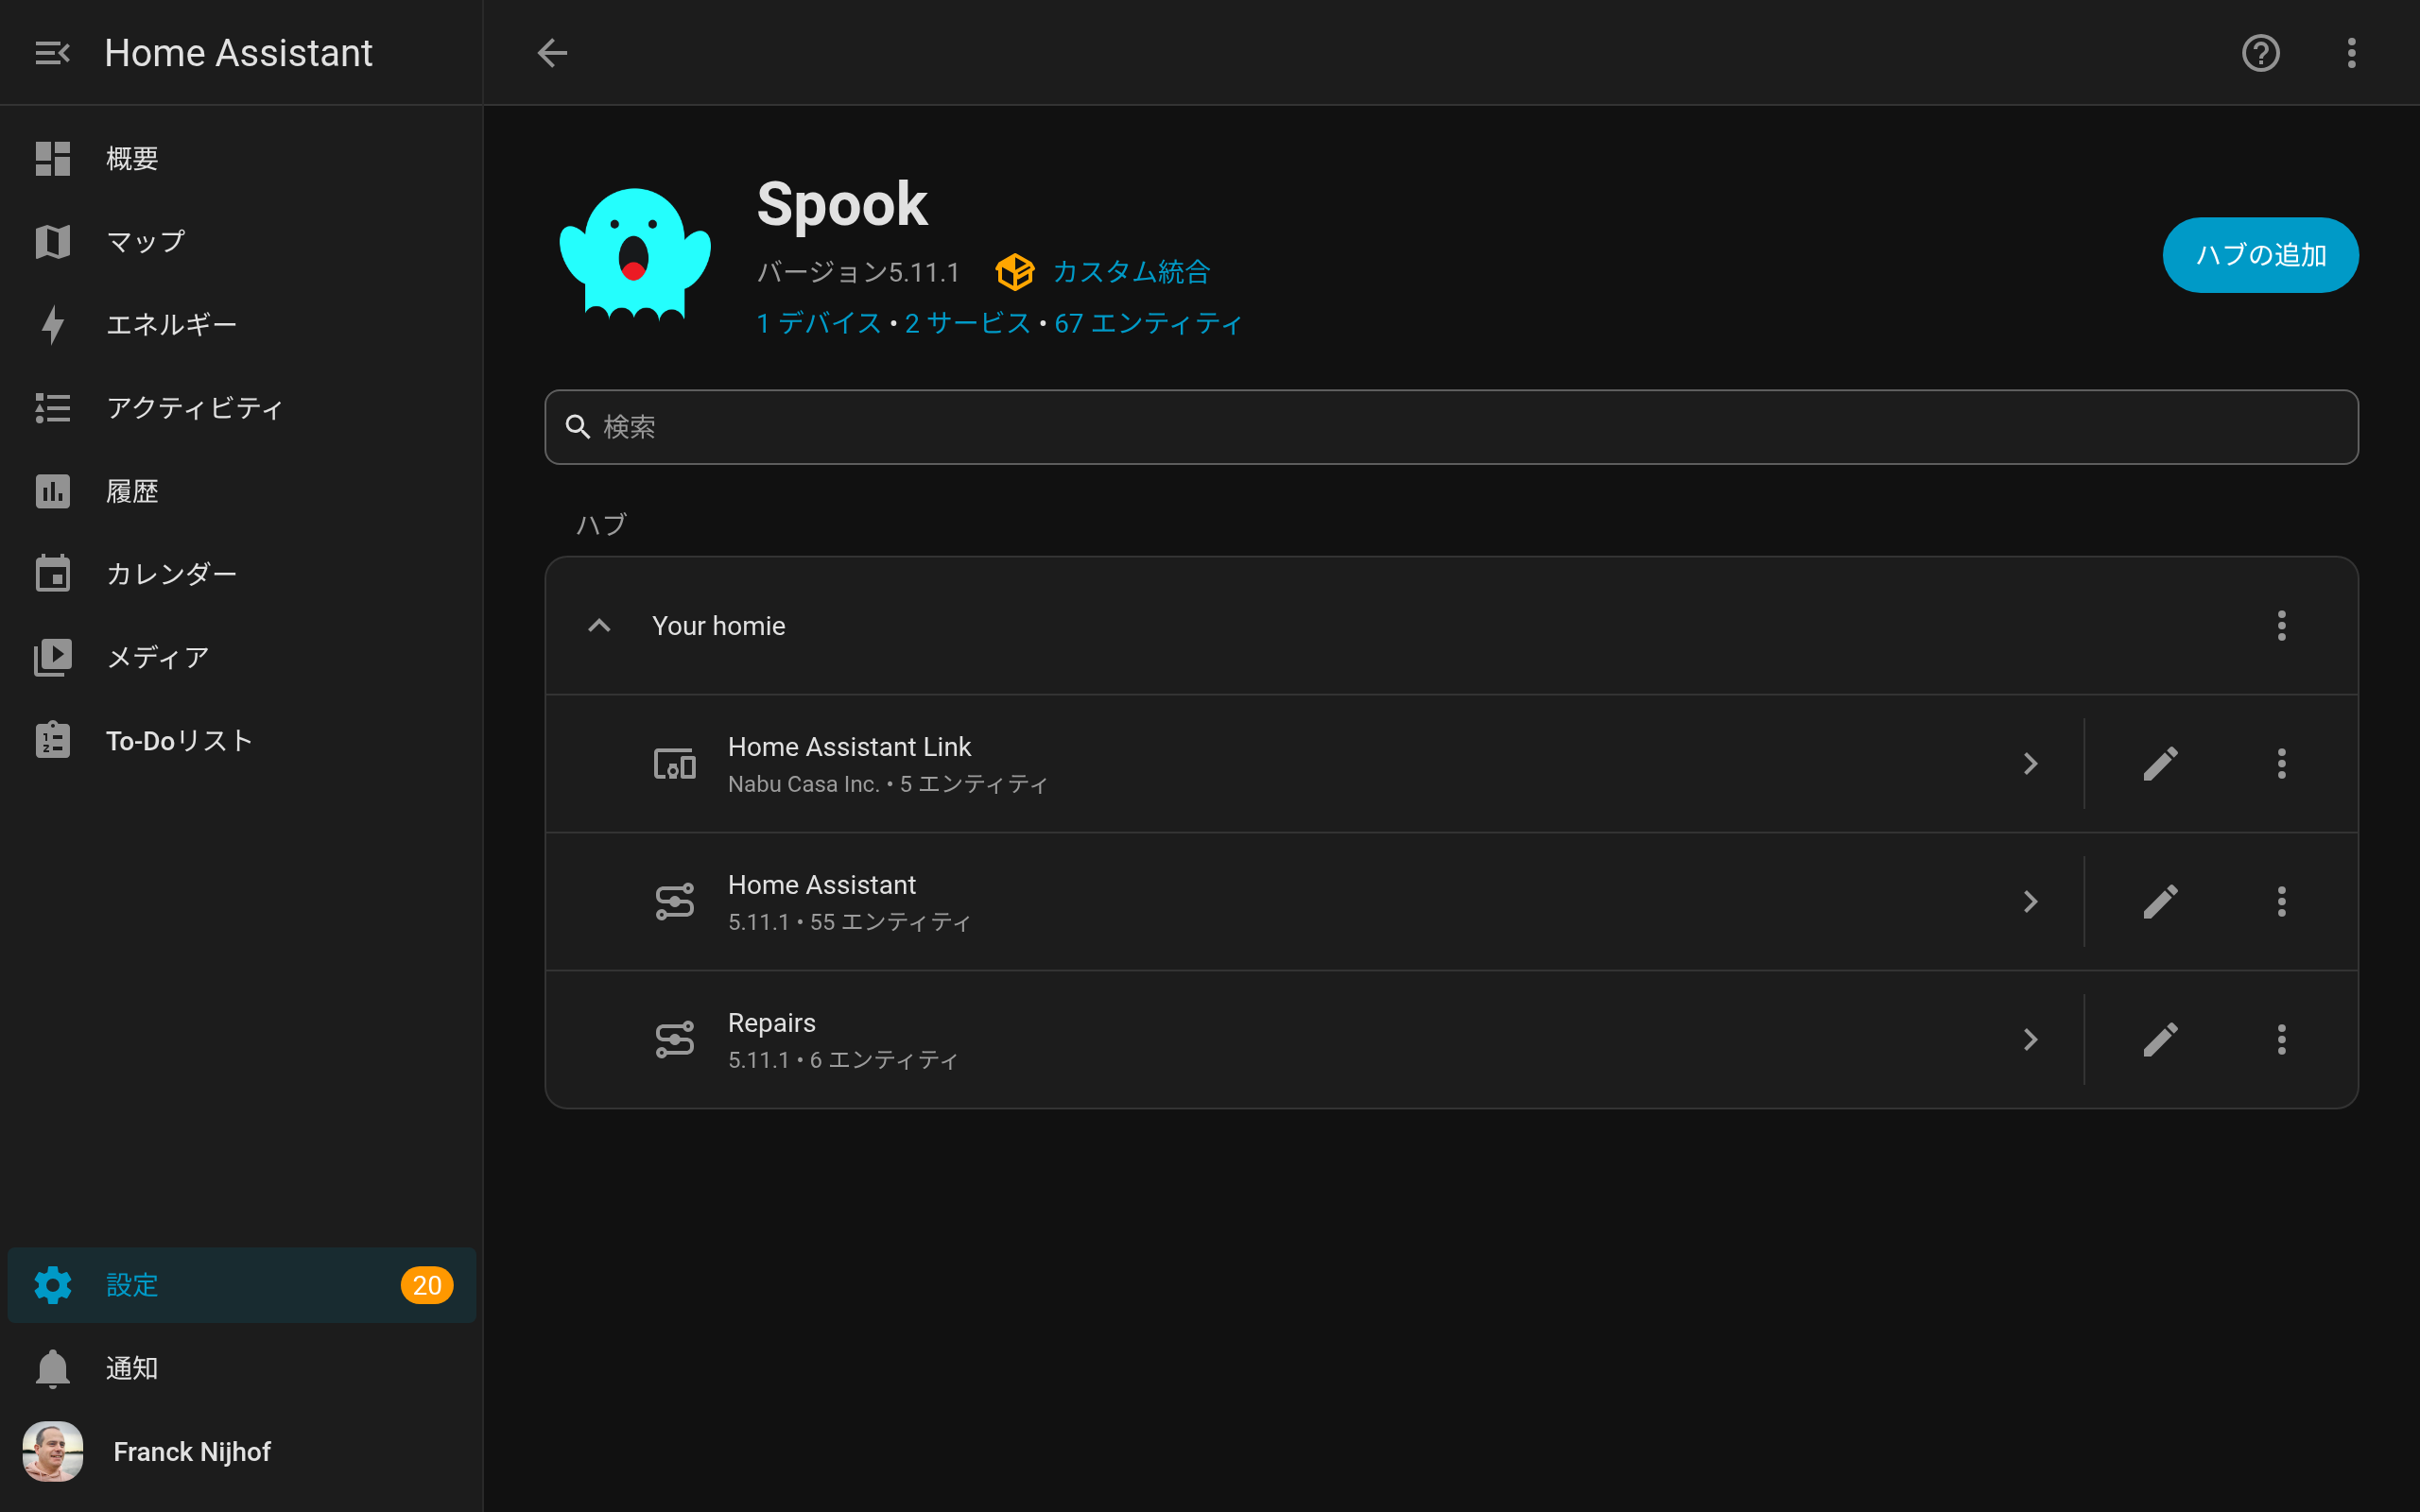 Home Assistant
概要
マップ
エネルギー
アクティビティ
履歴
カレンダー
メディア
To-Doリスト
設定 20
通知
Franck Nijhof
Spook
バージョン5.11.1 カスタム統合
1 デバイス • 2 サービス • 67 エンティティ
ハブの追加
検索
ハブ
Your homie
Home Assistant Link
Nabu Casa Inc. • 5 エンティティ
Home Assistant
5.11.1 • 55 エンティティ
Repairs
5.11.1 • 6 エンティティ